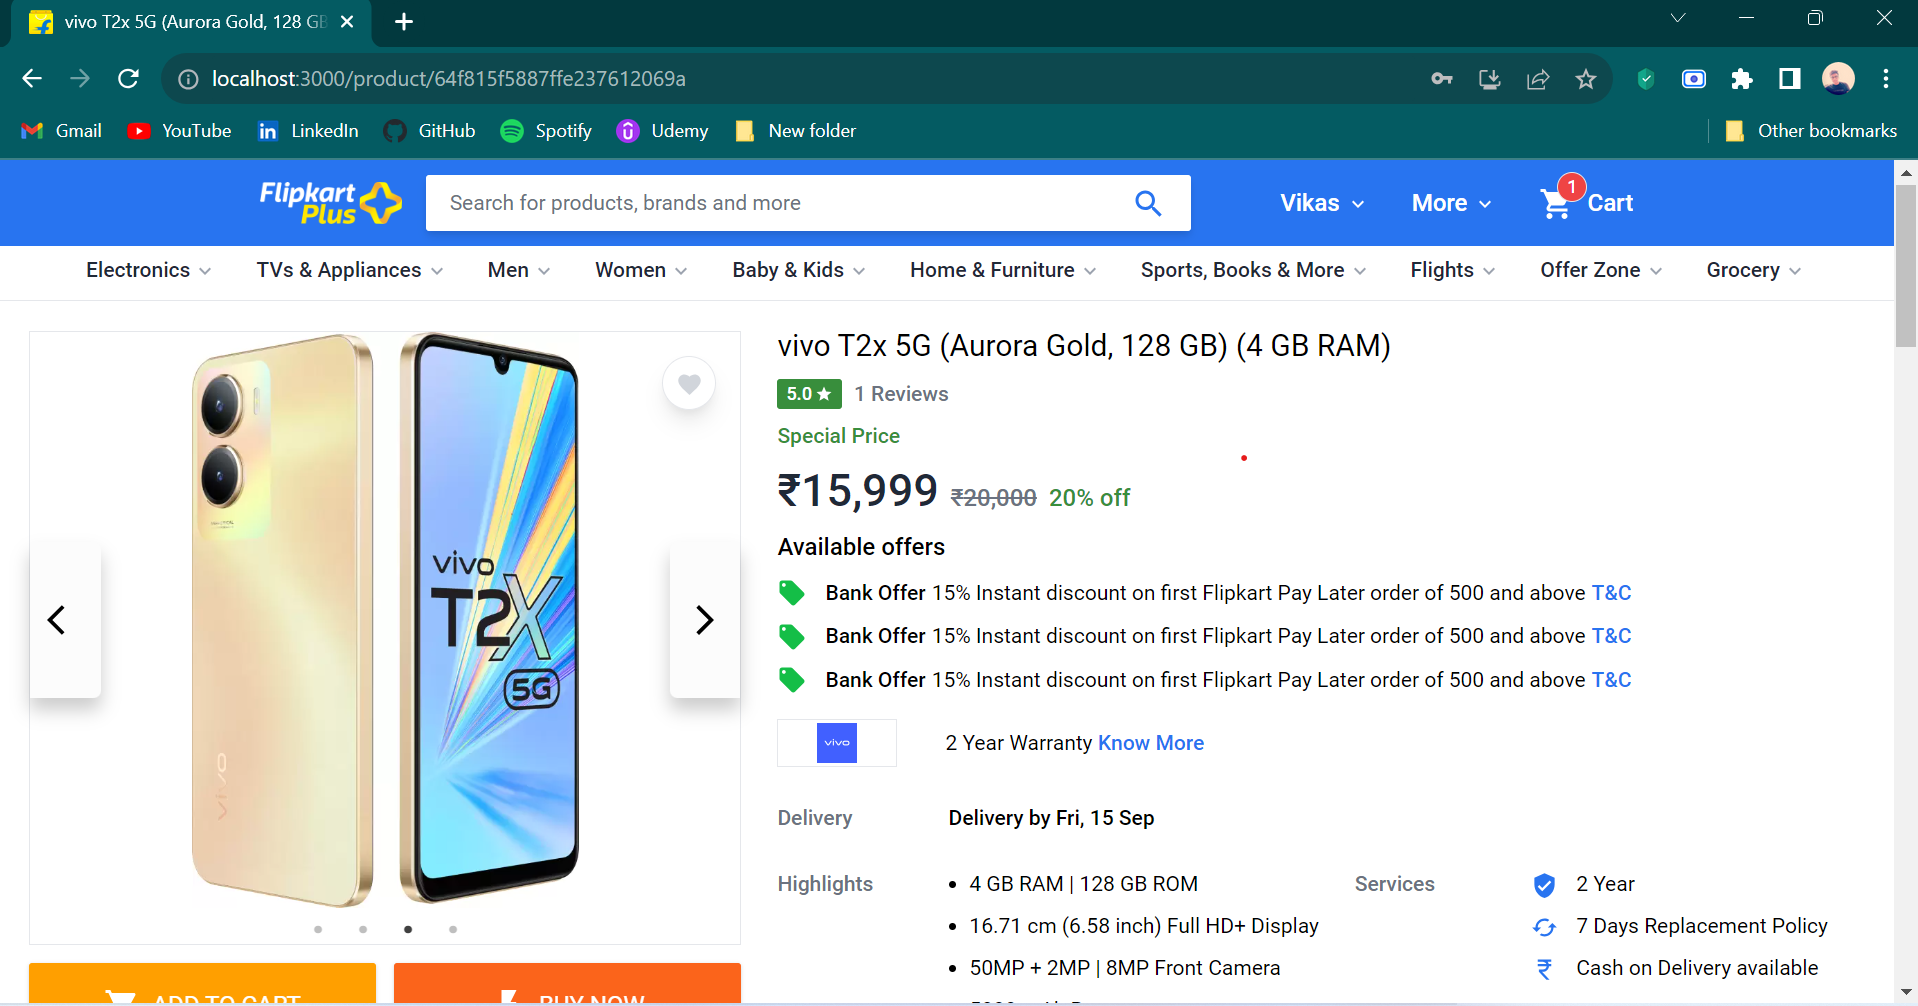 vivo T2x 5G (Aurora Gold, 128 GB
localhost:3000/product/64f815f5887ffe237612069a
Gmail YouTube LinkedIn GitHub Spotify Udemy New folder Other bookmarks
Flipkart
Plus
Search for products, brands and more
Vikas More 1 Cart
Electronics TVs & Appliances Men Women Baby & Kids Home & Furniture Sports, Books & More Flights Offer Zone Grocery
vivo
T2X
5G
vivo
vivo T2x 5G (Aurora Gold, 128 GB) (4 GB RAM)
5.0 ★ 1 Reviews
Special Price
₹15,999 ₹20,000 20% off
Available offers
Bank Offer 15% Instant discount on first Flipkart Pay Later order of 500 and above T&C
Bank Offer 15% Instant discount on first Flipkart Pay Later order of 500 and above T&C
Bank Offer 15% Instant discount on first Flipkart Pay Later order of 500 and above T&C
vivo 2 Year Warranty Know More
Delivery Delivery by Fri, 15 Sep
Highlights • 4 GB RAM | 128 GB ROM Services 2 Year
• 16.71 cm (6.58 inch) Full HD+ Display 7 Days Replacement Policy
• 50MP + 2MP | 8MP Front Camera ₹ Cash on Delivery available
ADD TO CART BUY NOW